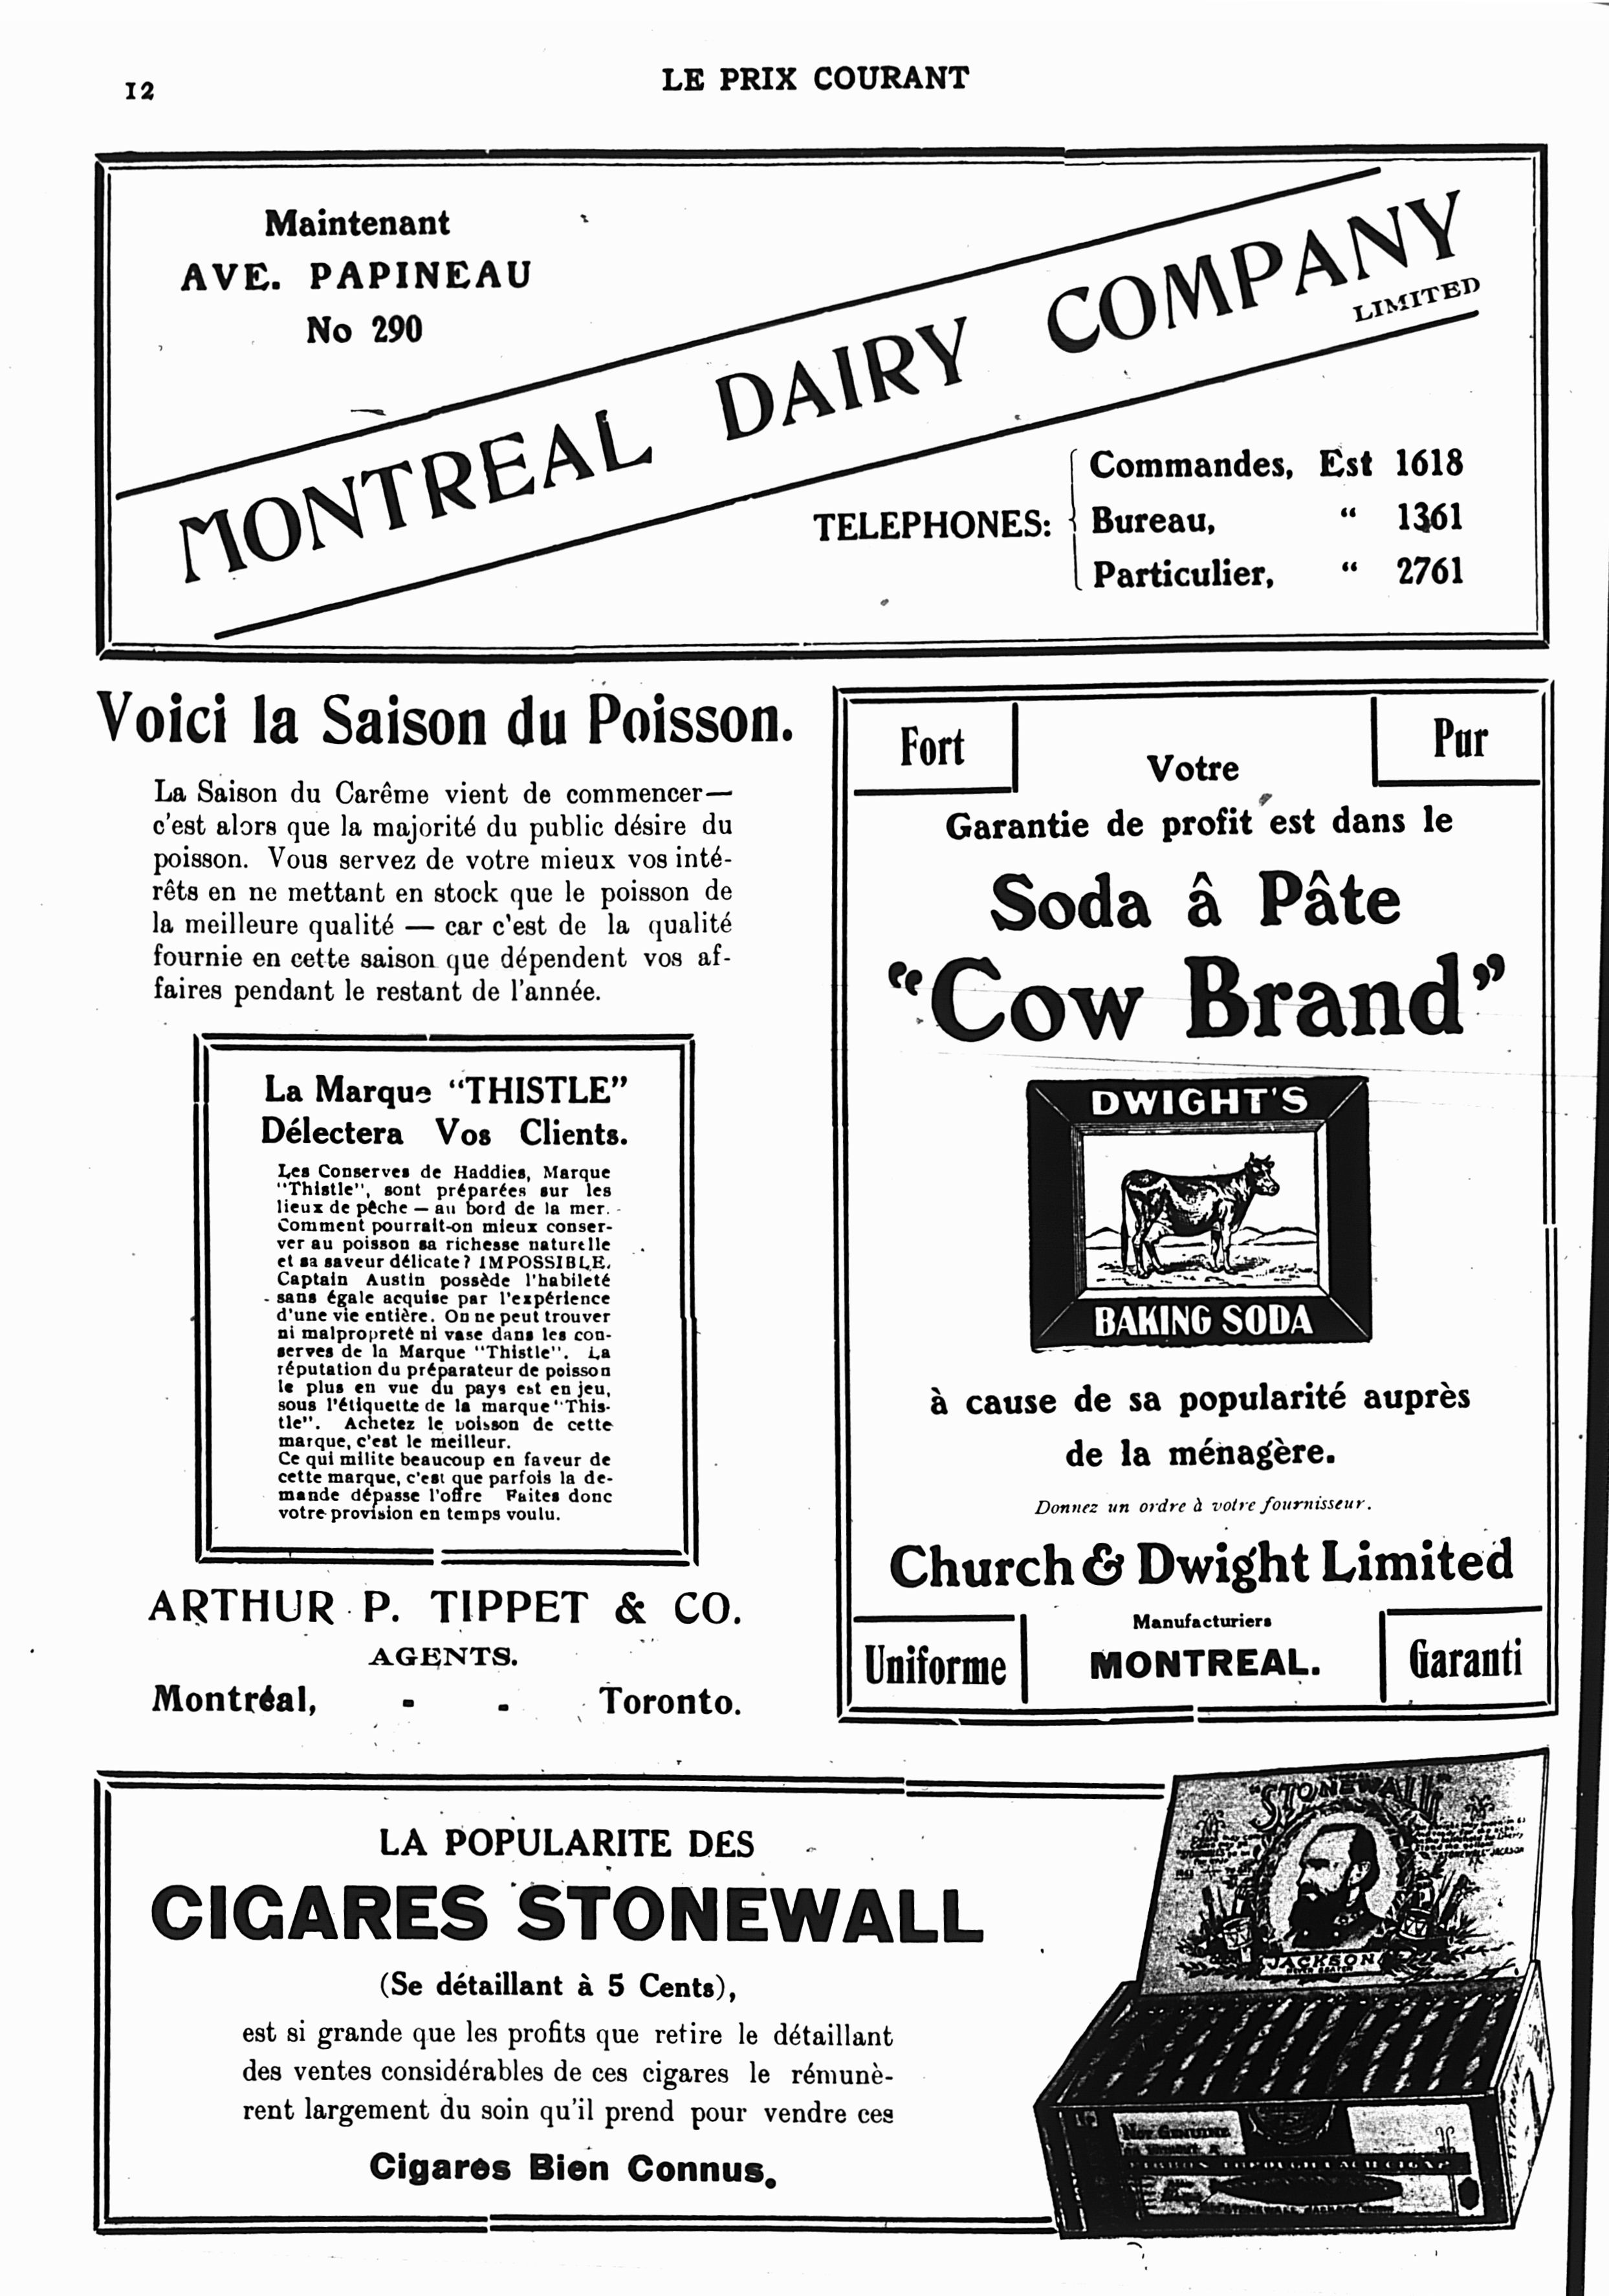 12
LE PRIX COURANT
Maintenant
AVE. PAPINEAU
No 290
MONTREAL DAIRY COMPANY
LIMITED
TELEPHONES:
Commandes, Est 1618
Bureau, “ 1361
Particulier, “ 2761
Voici la Saison du Poisson.
La Saison du Carême vient de commencer—
c'est alors que la majorité du public désire du
poisson. Vous servez de votre mieux vos inté-
rêts en ne mettant en stock que le poisson de
la meilleure qualité — car c'est de la qualité
fournie en cette saison que dépendent vos af-
faires pendant le restant de l'année.
La Marque “THISTLE”
Délectera Vos Clients.
Les Conserves de Haddies, Marque
"Thistle", sont préparées sur les
lieux de pêche — au bord de la mer.
Comment pourrait-on mieux conser-
ver au poisson sa richesse naturelle
et sa saveur délicate? IMPOSSIBLE.
Captain Austin possède l'habileté
sans égale acquise par l'expérience
d'une vie entière. On ne peut trouver
ni malpropreté ni vase dans les con-
serves de la Marque "Thistle". La
réputation du préparateur de poisson
le plus en vue du pays est en jeu,
sous l'étiquette de la marque "This-
tle". Achetez le poisson de cette
marque, c'est le meilleur.
Ce qui milite beaucoup en faveur de
cette marque, c'est que parfois la de-
mande dépasse l'offre Faites donc
votre provision en temps voulu.
ARTHUR P. TIPPET & CO.
AGENTS.
Montréal, - - Toronto.
Fort
Pur
Votre
Garantie de profit est dans le
Soda â Pâte
“Cow Brand”
DWIGHT'S
BAKING SODA
à cause de sa popularité auprès
de la ménagère.
Donnez un ordre à votre fournisseur.
Church & Dwight Limited
Manufacturiers
MONTREAL.
Uniforme
Garanti
LA POPULARITE DES
CIGARES STONEWALL
(Se détaillant à 5 Cents),
est si grande que les profits que retire le détaillant
des ventes considérables de ces cigares le rémunè-
rent largement du soin qu'il prend pour vendre ces
Cigares Bien Connus.
"STONEWALL"
JACKSON
NOT GENUINE